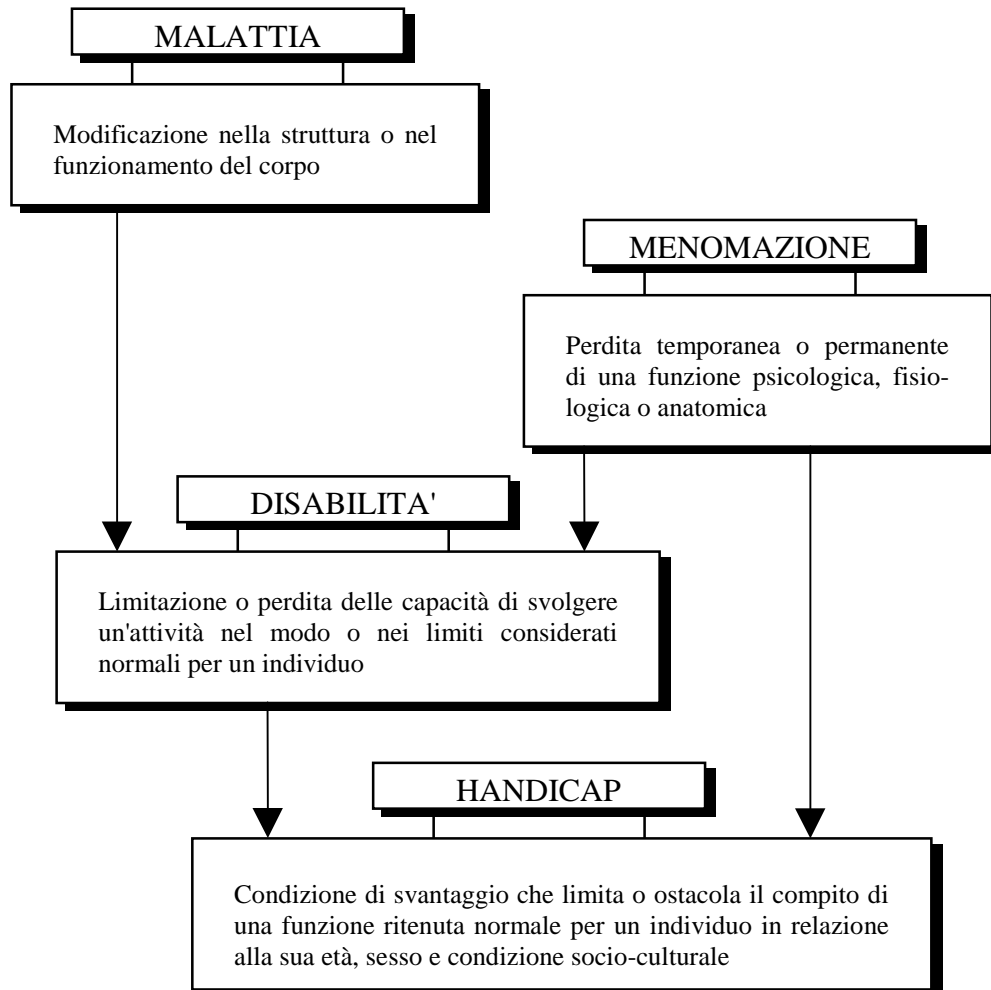 MALATTIA
Modificazione nella struttura o nel
funzionamento del corpo
MENOMAZIONE
Perdita temporanea o permanente
di una funzione psicologica, fisio-
logica o anatomica
DISABILITA'
Limitazione o perdita delle capacità di svolgere
un'attività nel modo o nei limiti considerati
normali per un individuo
HANDICAP
Condizione di svantaggio che limita o ostacola il compito di
una funzione ritenuta normale per un individuo in relazione
alla sua età, sesso e condizione socio-culturale